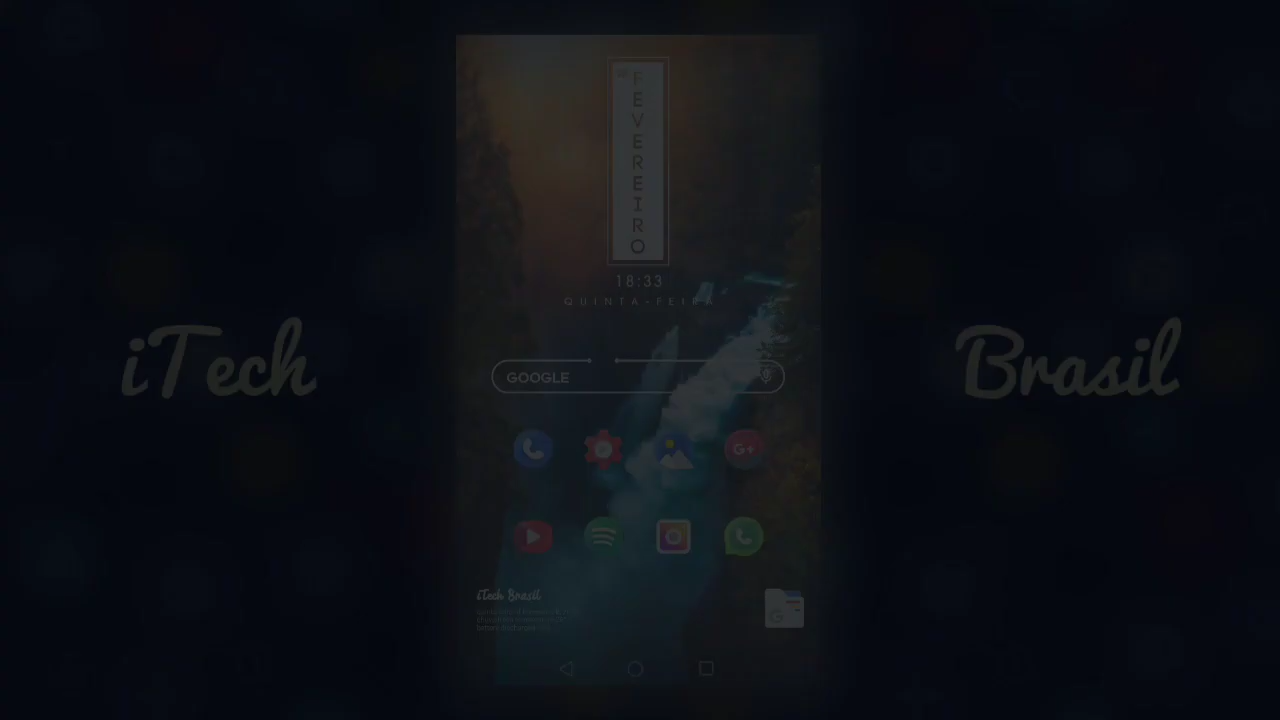 FEVEREIRO
18:33
QUINTA-FEIRA
iTech Brasil
GOOGLE
G+
iTech Brasil
G